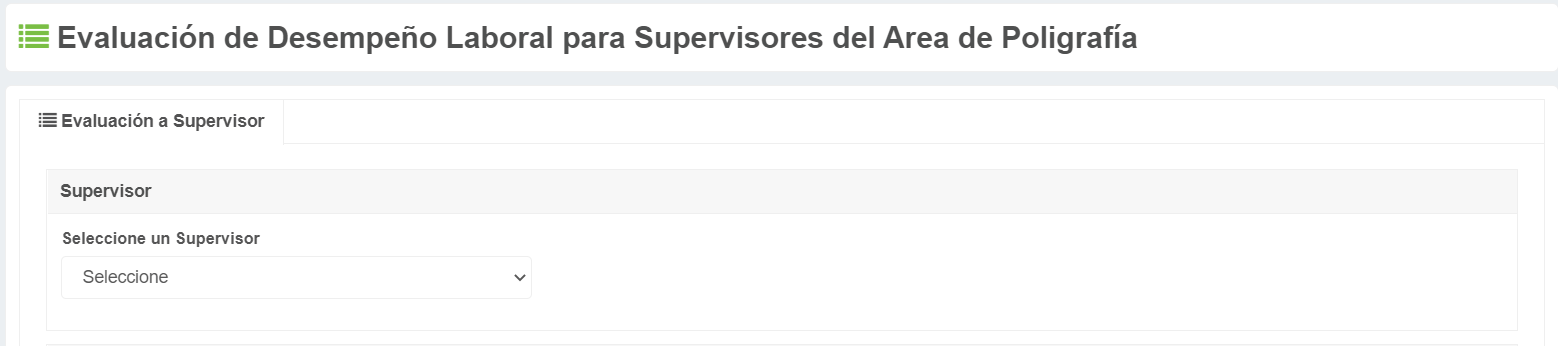 Evaluación de Desempeño Laboral para Supervisores del Area de Poligrafía
Evaluación a Supervisor
Supervisor
Seleccione un Supervisor
Seleccione